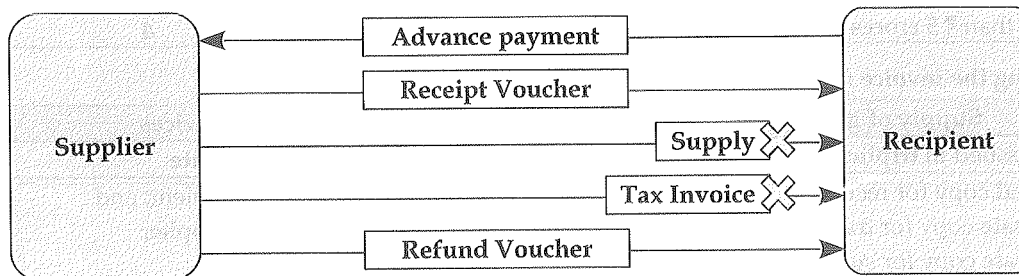 Advance payment
Receipt Voucher
Supplier
Supply
Recipient
Tax Invoice
Refund Voucher